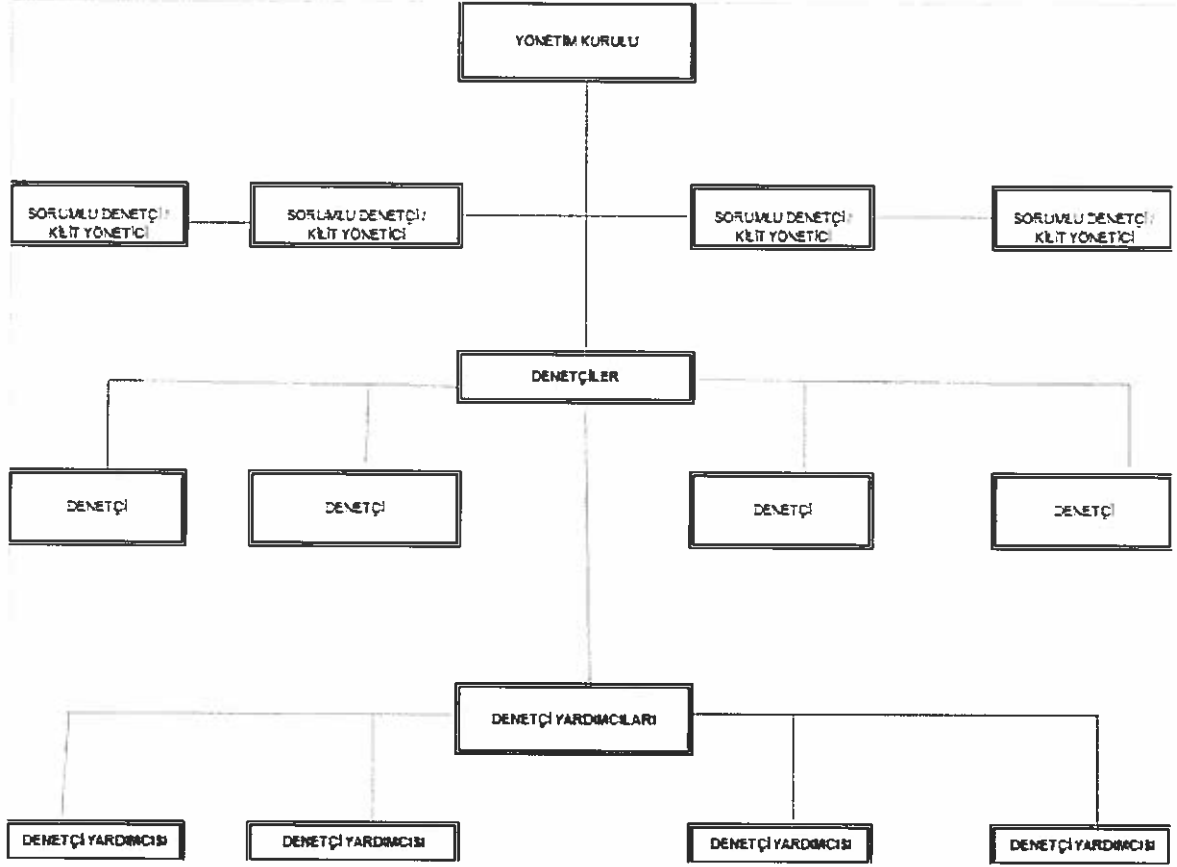 YÖNETİM KURULU
SORUMLU DENETÇİ /
KİLİT YÖNETİCİ
SORUMLU DENETÇİ /
KİLİT YÖNETİCİ
SORUMLU DENETÇİ /
KİLİT YÖNETİCİ
SORUMLU DENETÇİ /
KİLİT YÖNETİCİ
DENETÇİLER
DENETÇİ
DENETÇİ
DENETÇİ
DENETÇİ
DENETÇİ YARDIMCILARI
DENETÇİ YARDIMCISI
DENETÇİ YARDIMCISI
DENETÇİ YARDIMCISI
DENETÇİ YARDIMCISI